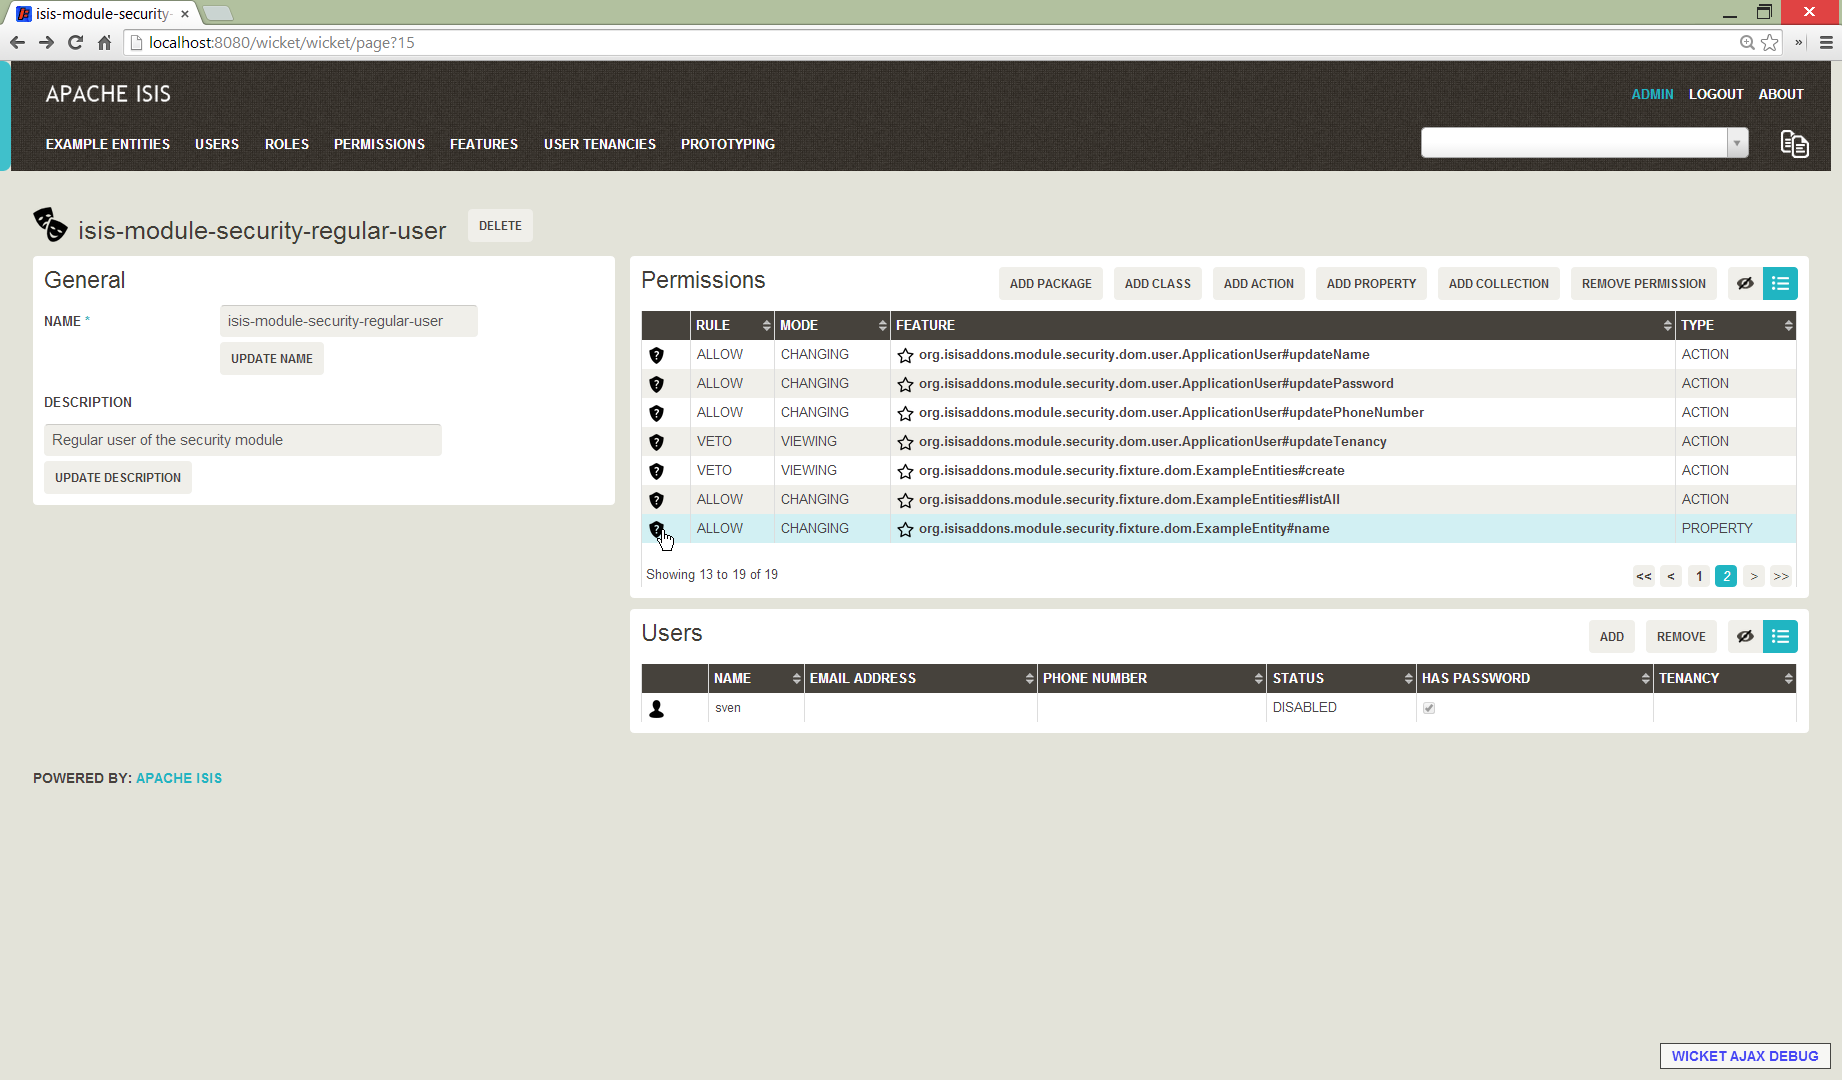 isis-module-security-
localhost:8080/wicket/wicket/page?15
APACHE ISIS
ADMIN LOGOUT ABOUT
EXAMPLE ENTITIES USERS ROLES PERMISSIONS FEATURES USER TENANCIES PROTOTYPING
isis-module-security-regular-user DELETE
General
NAME *
isis-module-security-regular-user
UPDATE NAME
DESCRIPTION
Regular user of the security module
UPDATE DESCRIPTION
Permissions ADD PACKAGE ADD CLASS ADD ACTION ADD PROPERTY ADD COLLECTION REMOVE PERMISSION
RULE MODE FEATURE TYPE
ALLOW CHANGING org.isisaddons.module.security.dom.user.ApplicationUser#updateName ACTION
ALLOW CHANGING org.isisaddons.module.security.dom.user.ApplicationUser#updatePassword ACTION
ALLOW CHANGING org.isisaddons.module.security.dom.user.ApplicationUser#updatePhoneNumber ACTION
VETO VIEWING org.isisaddons.module.security.dom.user.ApplicationUser#updateTenancy ACTION
VETO VIEWING org.isisaddons.module.security.fixture.dom.ExampleEntities#create ACTION
ALLOW CHANGING org.isisaddons.module.security.fixture.dom.ExampleEntities#listAll ACTION
ALLOW CHANGING org.isisaddons.module.security.fixture.dom.ExampleEntity#name PROPERTY
Showing 13 to 19 of 19 << < 1 2 > >>
Users ADD REMOVE
NAME EMAIL ADDRESS PHONE NUMBER STATUS HAS PASSWORD TENANCY
sven DISABLED
POWERED BY: APACHE ISIS
WICKET AJAX DEBUG